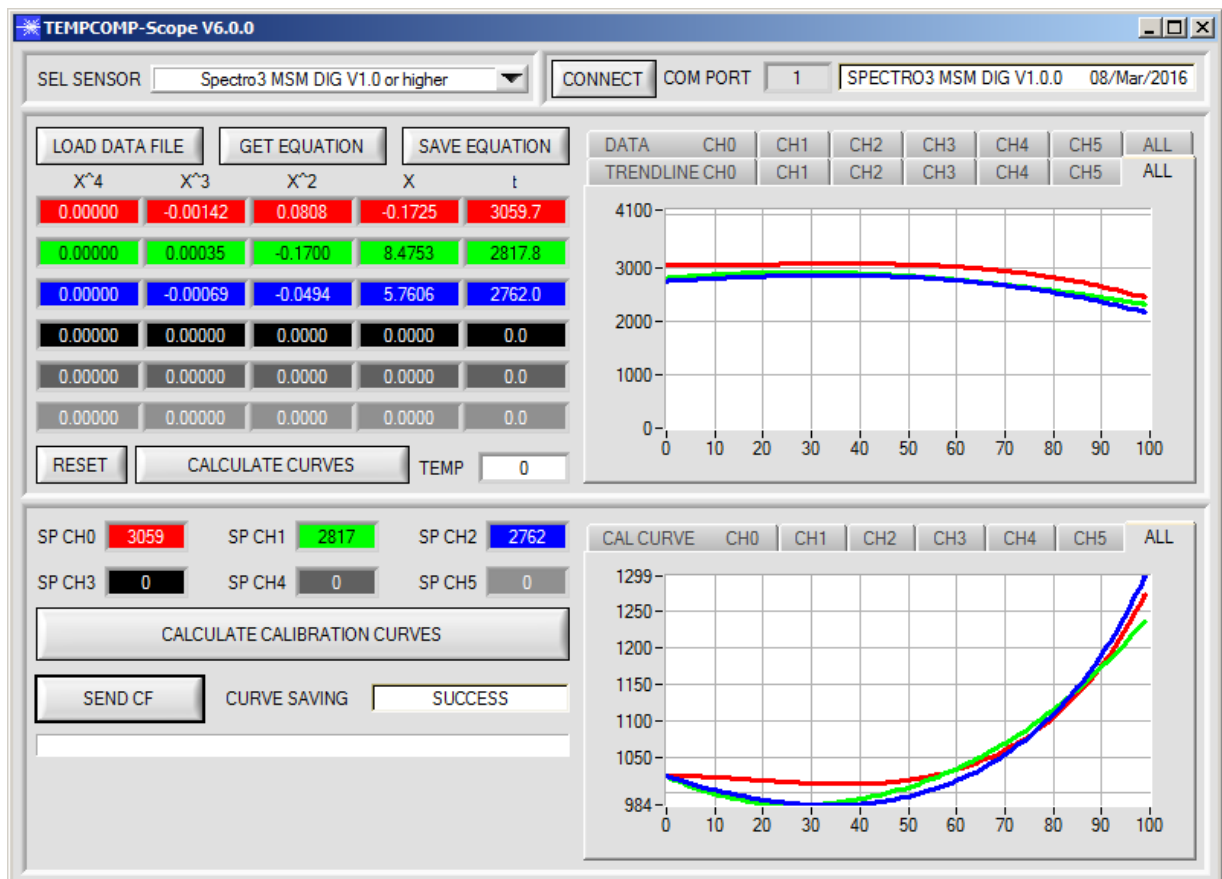 TEMPCOMP-Scope V6.0.0
SEL SENSOR Spectro3 MSM DIG V1.0 or higher CONNECT COM PORT 1 SPECTRO3 MSM DIG V1.0.0 08/Mar/2016
LOAD DATA FILE GET EQUATION SAVE EQUATION
X^4 X^3 X^2 X t
0.00000 -0.00142 0.0808 -0.1725 3059.7
0.00000 0.00035 -0.1700 8.4753 2817.8
0.00000 -0.00069 -0.0494 5.7606 2762.0
0.00000 0.00000 0.0000 0.0000 0.0
0.00000 0.00000 0.0000 0.0000 0.0
0.00000 0.00000 0.0000 0.0000 0.0
RESET CALCULATE CURVES TEMP 0
DATA CH0 CH1 CH2 CH3 CH4 CH5 ALL
TRENDLINE CH0 CH1 CH2 CH3 CH4 CH5 ALL
4100
3000
2000
1000
0
0 10 20 30 40 50 60 70 80 90 100
SP CH0 3059 SP CH1 2817 SP CH2 2762
SP CH3 0 SP CH4 0 SP CH5 0
CALCULATE CALIBRATION CURVES
SEND CF CURVE SAVING SUCCESS
CAL CURVE CH0 CH1 CH2 CH3 CH4 CH5 ALL
1299
1250
1200
1150
1100
1050
984
0 10 20 30 40 50 60 70 80 90 100